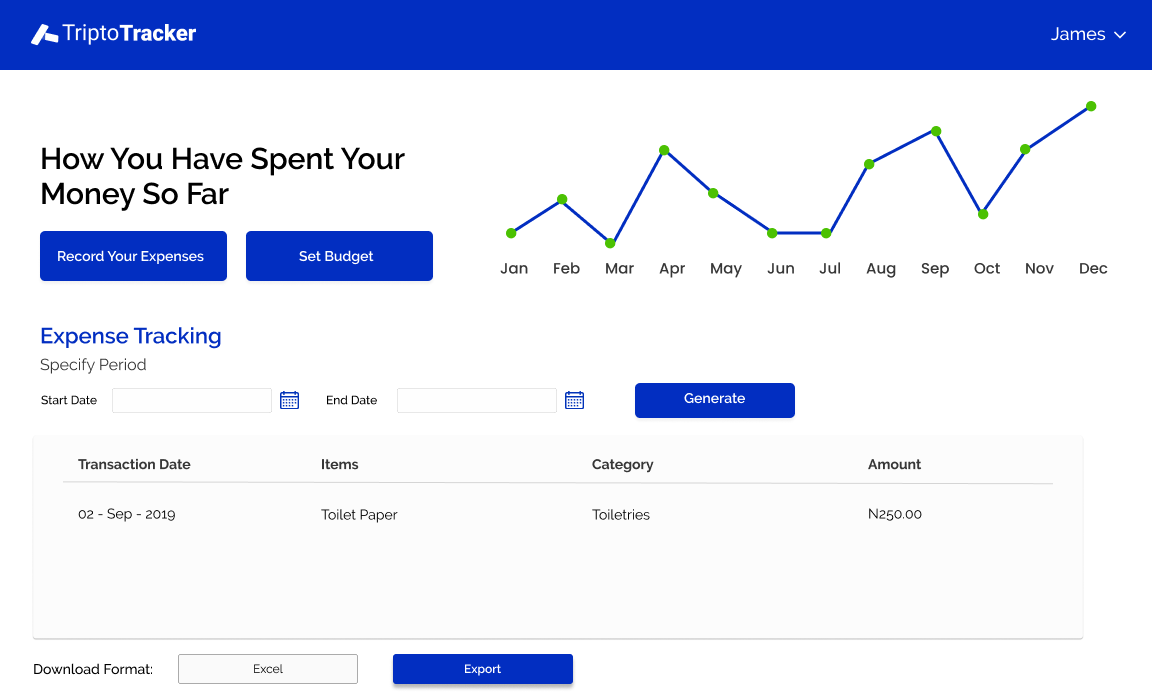 TriptoTracker
James
How You Have Spent Your
Money So Far
Record Your Expenses
Set Budget
Jan Feb Mar Apr May Jun Jul Aug Sep Oct Nov Dec
Expense Tracking
Specify Period
Start Date
End Date
Generate
Transaction Date Items Category Amount
02 - Sep - 2019 Toilet Paper Toiletries N250.00
Download Format:
Excel
Export